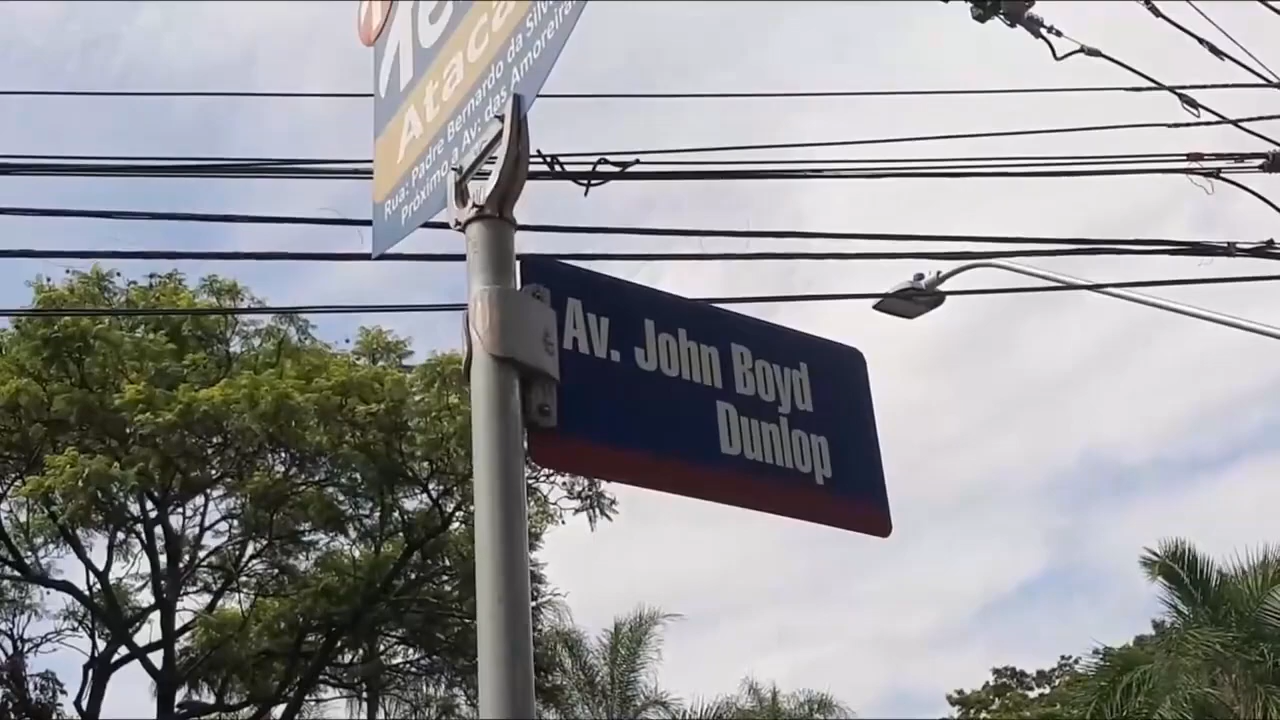 Ataca
Rua: Padre Bernardo da Silv
Próximo a Av: das Amoreira
Av. John Boyd
Dunlop